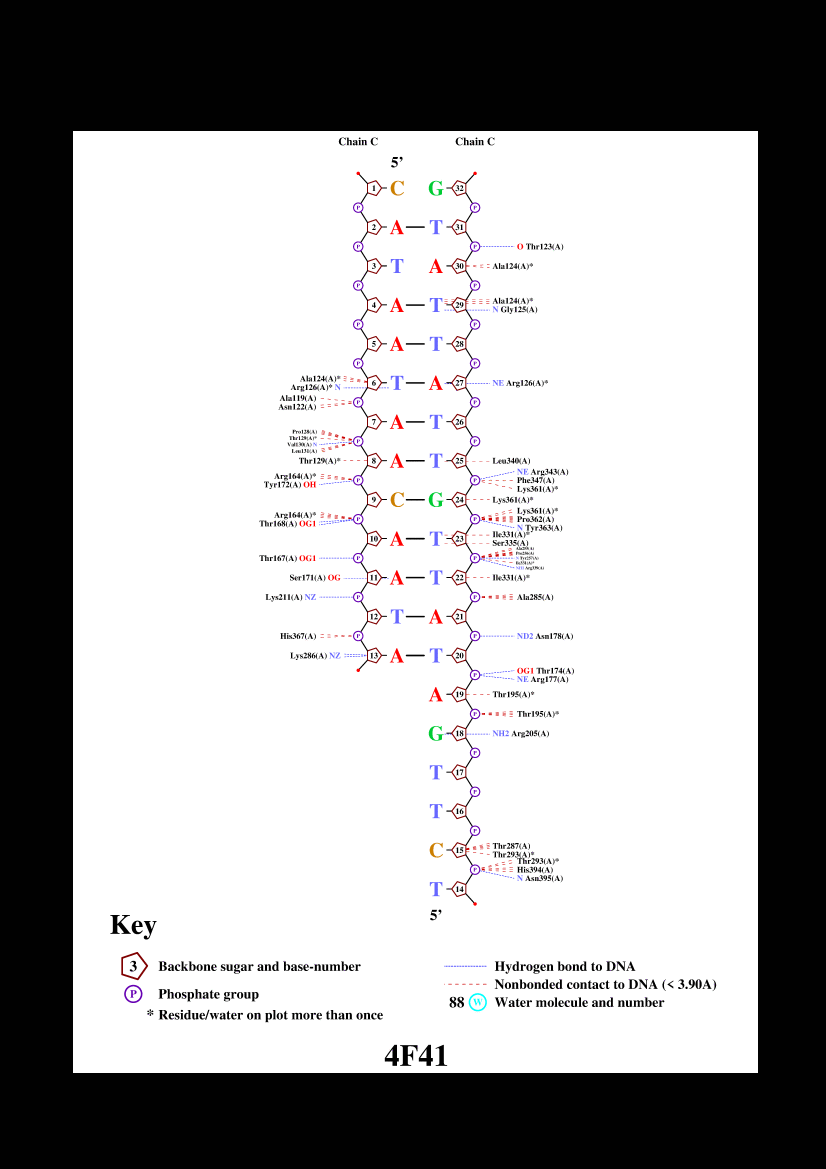 Chain C Chain C
5’
1 C G 32
P P
2 A T 31
P P O Thr123(A)
3 T A 30 Ala124(A)*
P P
4 A T 29 Ala124(A)*
N Gly125(A)
P P
5 A T 28
P P
Ala124(A)*
Arg126(A)* N 6 T A 27 NE Arg126(A)*
Ala119(A)
Asn122(A) P P
7 A T 26
Pro128(A)
Thr129(A)*
Val130(A) N P P
Leu131(A)
Thr129(A)* 8 A T 25 Leu340(A)
NE Arg343(A)
Arg164(A)* P P Phe347(A)
Tyr172(A) OH Lys361(A)*
9 C G 24 Lys361(A)*
Lys361(A)*
Arg164(A)* P P Pro362(A)
Thr168(A) OG1 N Tyr363(A)
Ile331(A)*
10 A T 23
Ser335(A)
Thr167(A) OG1 P P
Ser171(A) OG 11 A T 22 Ile331(A)*
Lys211(A) NZ P P Ala285(A)
12 T A 21
His367(A) P P ND2 Asn178(A)
Lys286(A) NZ 13 A T 20
OG1 Thr174(A)
P NE Arg177(A)
A 19 Thr195(A)*
P Thr195(A)*
G 18 NH2 Arg205(A)
P
T 17
P
T 16
P
Thr287(A)
C 15 Thr293(A)*
Thr293(A)*
P His394(A)
N Asn395(A)
T 14
5’
Key
3 Backbone sugar and base-number
P Phosphate group
* Residue/water on plot more than once
Hydrogen bond to DNA
Nonbonded contact to DNA (< 3.90A)
88 W Water molecule and number
4F41